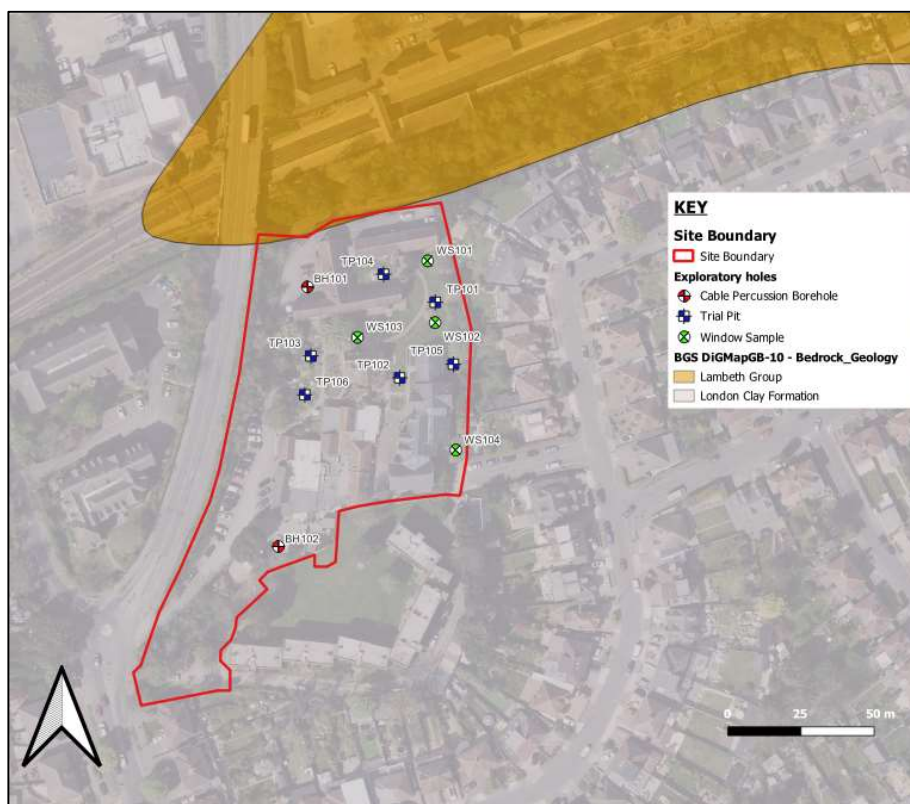 KEY
Site Boundary
Site Boundary
Exploratory holes
Cable Percussion Borehole
Trial Pit
Window Sample
BGS DiGMapGB-10 - Bedrock_Geology
Lambeth Group
London Clay Formation
WS101
TP104
BH101
TP101
WS103
WS102
TP103
TP105
TP102
TP106
WS104
BH102
0 25 50 m